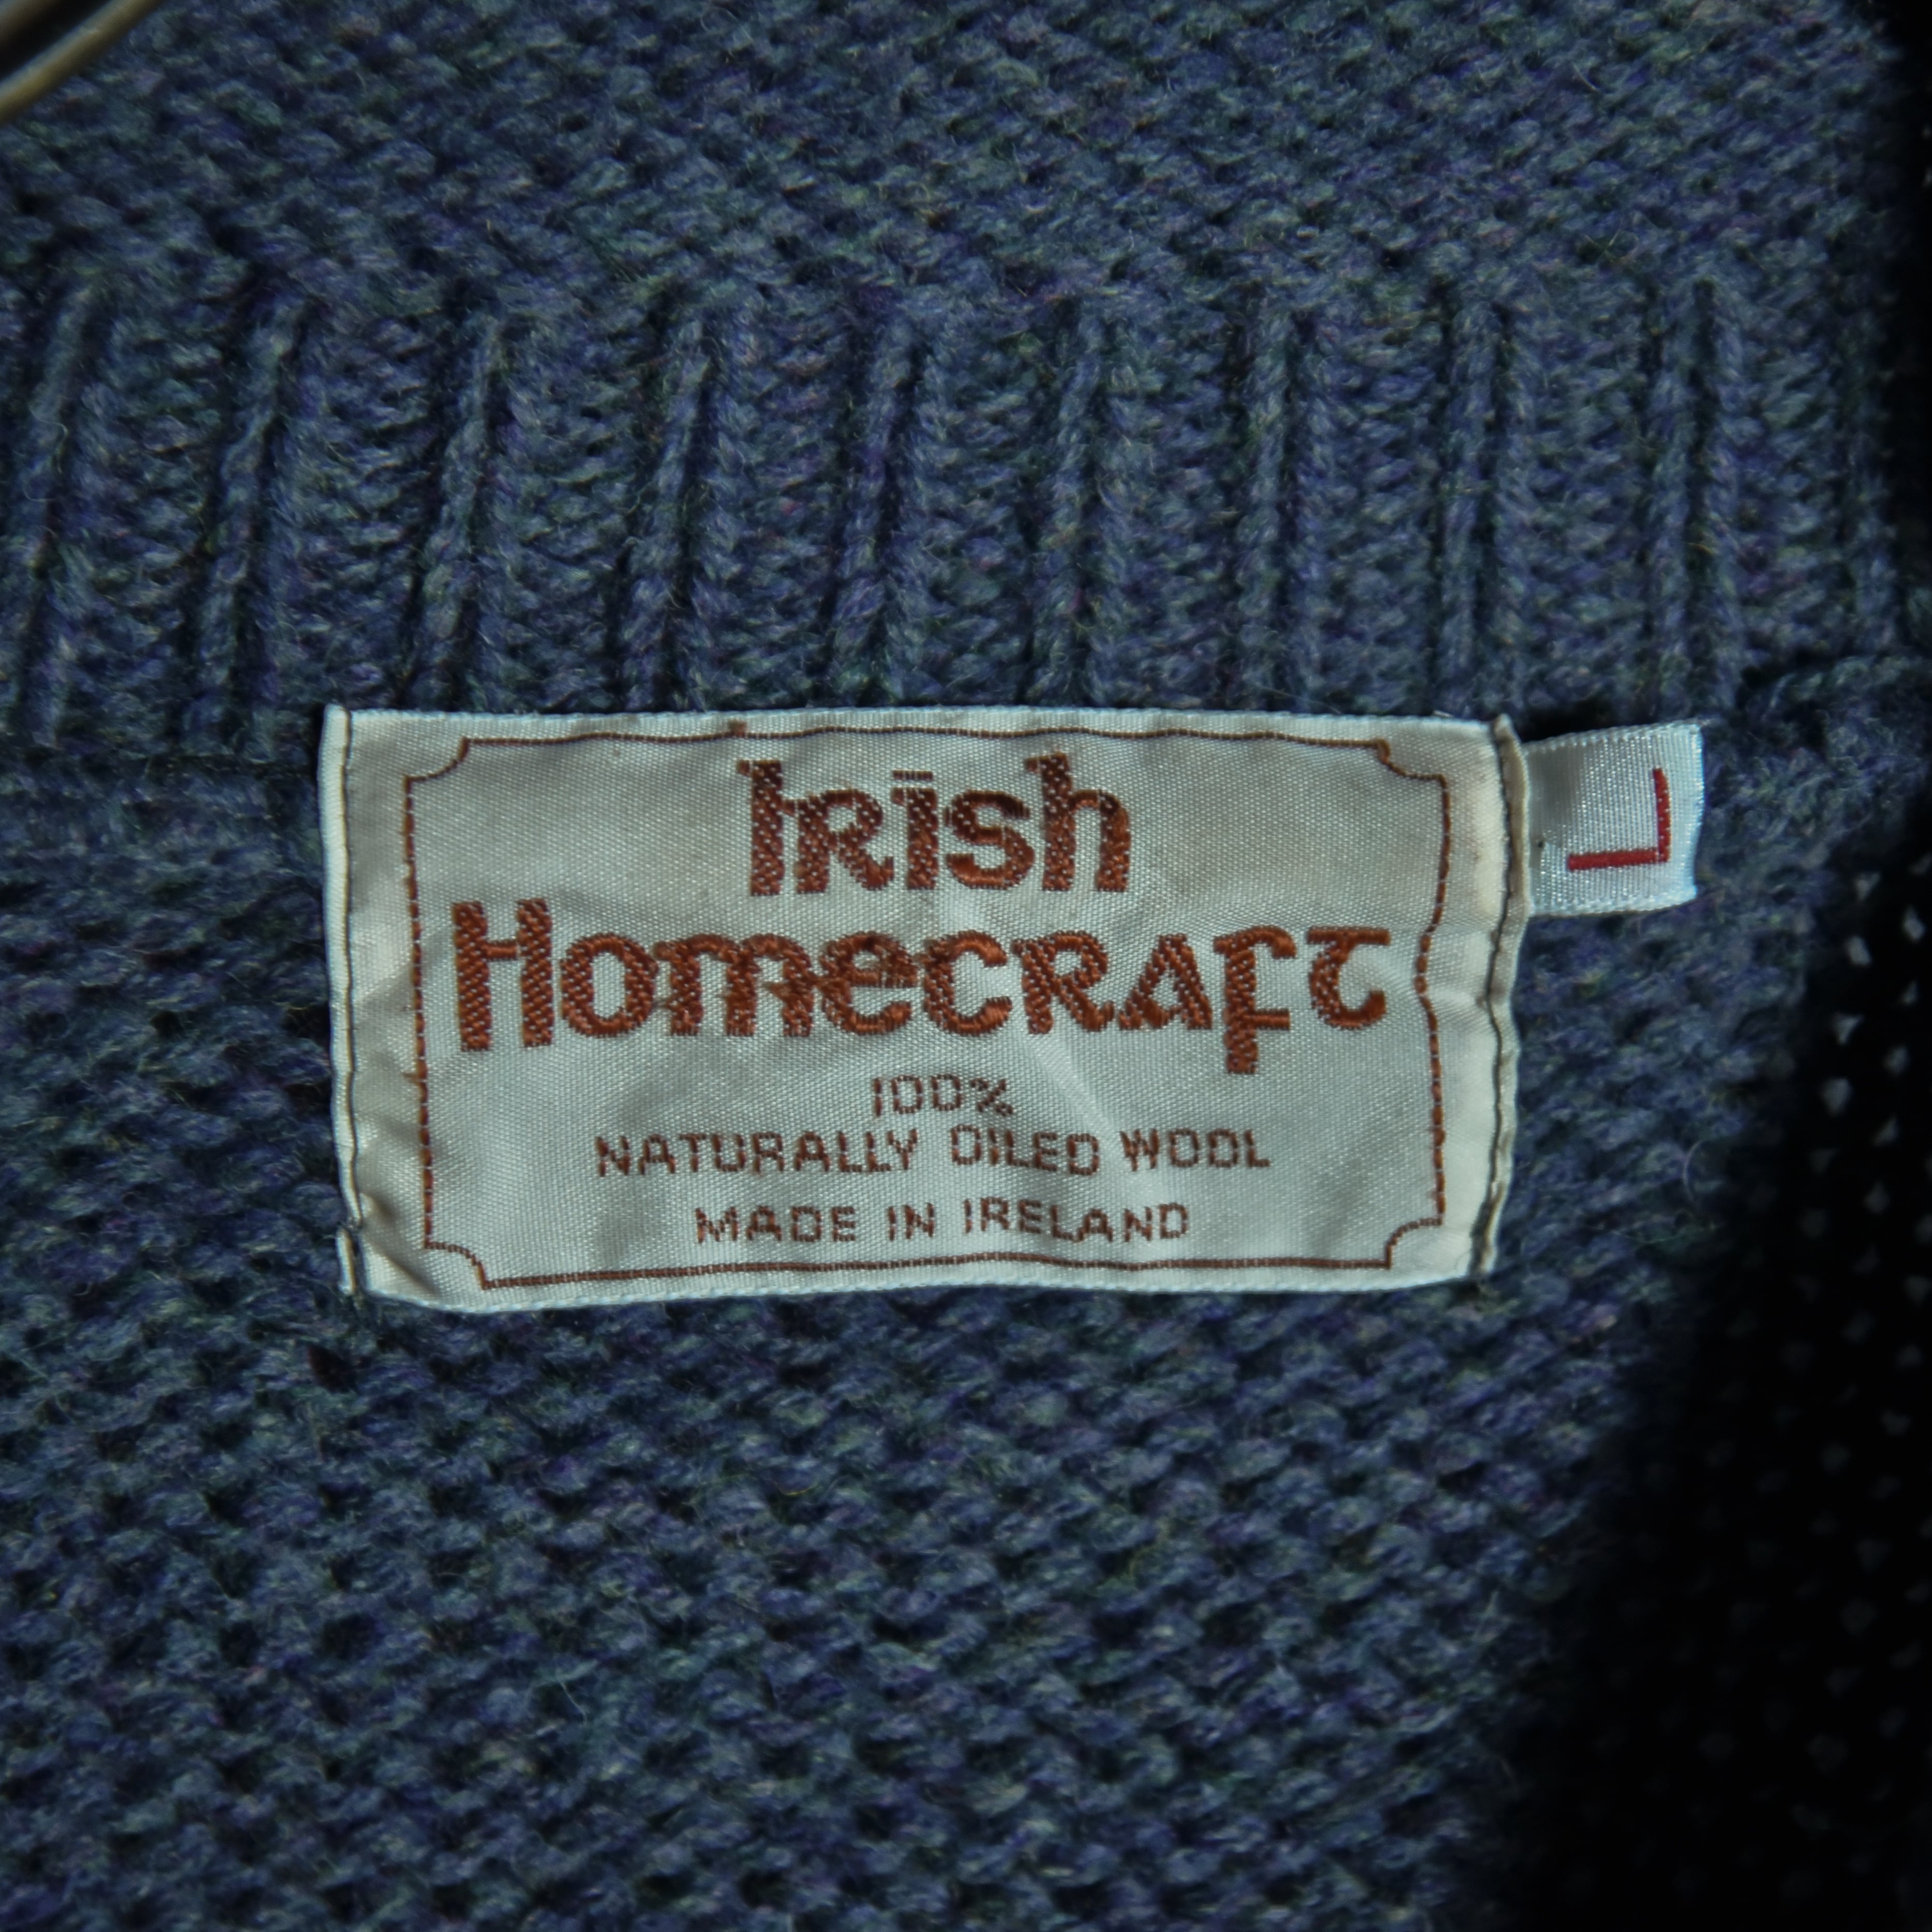 Irish
Homecraft
100%
NATURALLY OILED WOOL
MADE IN IRELAND
L